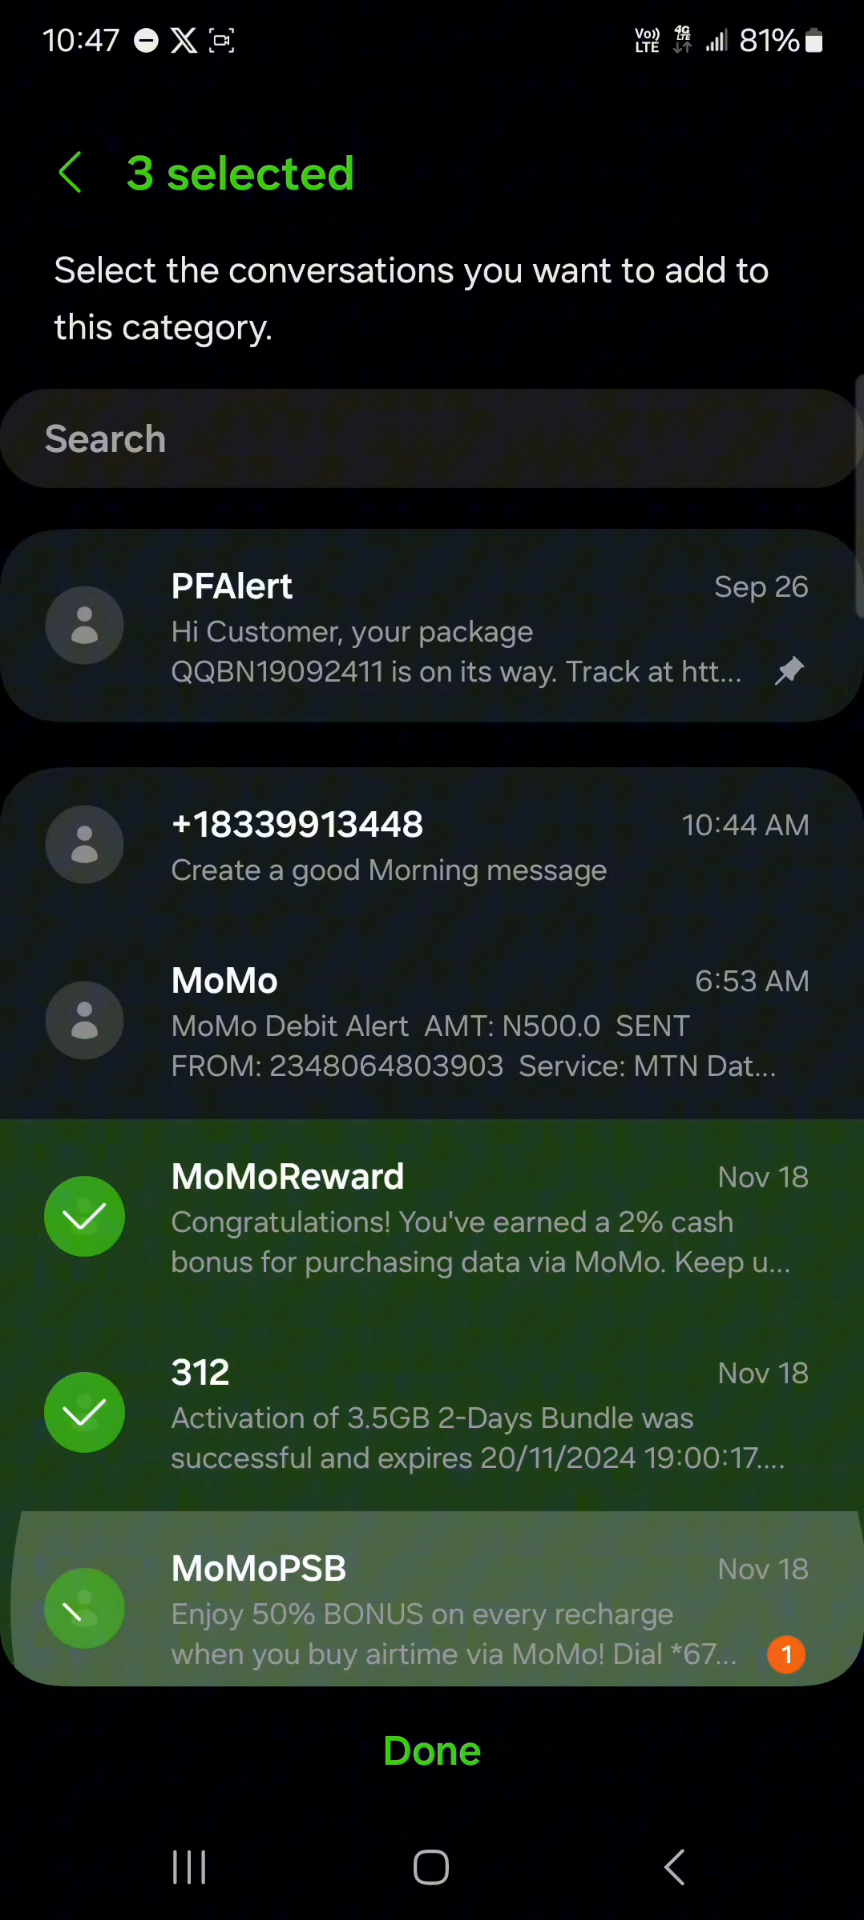 10:47
Vo)) LTE 4G LTE 81%
3 selected
Select the conversations you want to add to
this category.
Search
PFAlert Sep 26
Hi Customer, your package
QQBN19092411 is on its way. Track at htt...
+18339913448 10:44 AM
Create a good Morning message
MoMo 6:53 AM
MoMo Debit Alert AMT: N500.0 SENT
FROM: 2348064803903 Service: MTN Dat...
MoMoReward Nov 18
Congratulations! You've earned a 2% cash
bonus for purchasing data via MoMo. Keep u...
312 Nov 18
Activation of 3.5GB 2-Days Bundle was
successful and expires 20/11/2024 19:00:17....
MoMoPSB Nov 18
Enjoy 50% BONUS on every recharge
when you buy airtime via MoMo! Dial *67... 1
Done